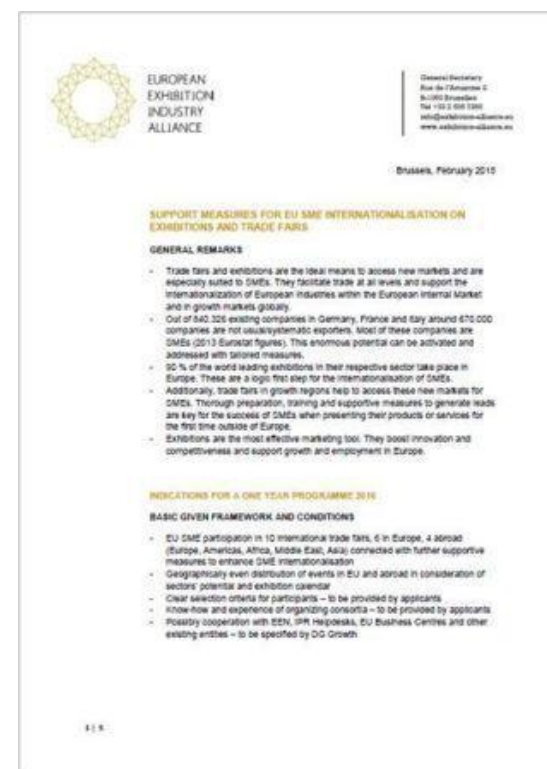 EUROPEAN
EXHIBITION
INDUSTRY
ALLIANCE
General Secretary
Rue de l'Amazone 2
Brussels, February 2015
SUPPORT MEASURES FOR EU SME INTERNATIONALISATION ON
EXHIBITIONS AND TRADE FAIRS
GENERAL REMARKS
- Trade fairs and exhibitions are the ideal means to access new markets and are
especially suited to SMEs. They facilitate trade at all levels and support the
internationalization of European industries within the European Internal Market
and in growth markets globally.
- Out of 840.326 existing companies in Germany, France and Italy around 670.000
companies are not usual/systematic exporters. Most of these companies are
SMEs (2013 Eurostat figures). This enormous potential can be activated and
addressed with tailored measures.
- 90 % of the world leading exhibitions in their respective sector take place in
Europe. These are a logic first step for the internationalisation of SMEs.
- Additionally, trade fairs in growth regions help to access these new markets for
SMEs. Thorough preparation, training and supportive measures to generate leads
are key for the success of SMEs when presenting their products or services for
the first time outside of Europe.
- Exhibitions are the most effective marketing tool. They boost innovation and
competitiveness and support growth and employment in Europe.
INDICATIONS FOR A ONE YEAR PROGRAMME 2016
BASIC GIVEN FRAMEWORK AND CONDITIONS
- EU SME participation in 10 international trade fairs, 6 in Europe, 4 abroad
(Europe, Americas, Africa, Middle East, Asia) connected with further supportive
measures to enhance SME internationalisation
- Geographically even distribution of events in EU and abroad in consideration of
sectors' potential and exhibition calendar
- Clear selection criteria for participants – to be provided by applicants
- Know-how and experience of organizing consortia – to be provided by applicants
- Possibly cooperation with EEN, IPR Helpdesks, EU Business Centres and other
existing entities – to be specified by DG Growth